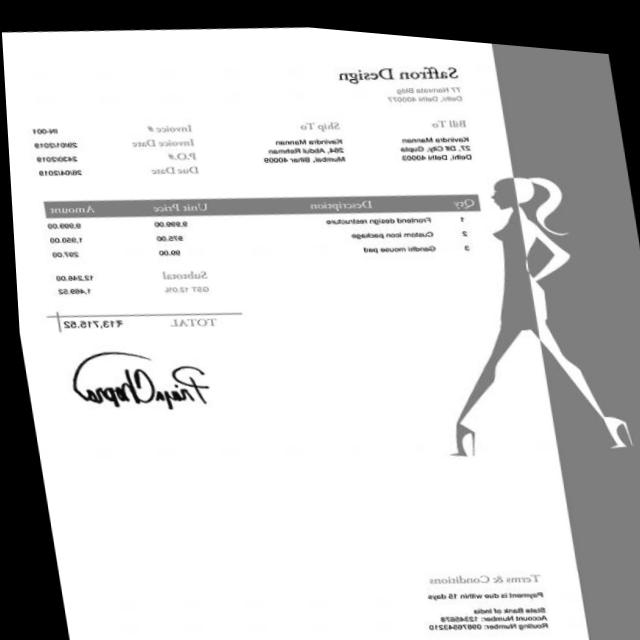 Saffron Design
77 Namrata Bldg
Delhi, Delhi 400077
Bill To
Kavindra Mannan
27, Dlf City, Gupta
Delhi, Delhi 40003
Ship To
Kavindra Mannan
264, Abdul Rehman
Mumbai, Bihar 40009
Invoice # IN-001
Invoice Date 29/01/2019
P.O.# 2430/2019
Due Date 26/04/2019
Qty Description Unit Price Amount
1 Frontend design restructure 9,999.00 9,999.00
2 Custom icon package 975.00 1,950.00
3 Gandhi mouse pad 99.00 297.00
Subtotal 12,246.00
GST 12.0% 1,469.52
TOTAL ₹13,715.52
Priya Chopra
Terms & Conditions
Payment is due within 15 days
State Bank of India
Account Number: 12345678
Routing Number: 09876543210